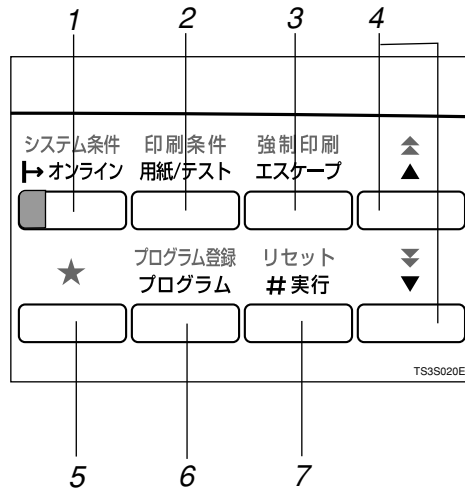 1 2 3 4
システム条件 印刷条件 強制印刷
オンライン 用紙/テスト エスケープ ▲
★ プログラム登録 リセット
プログラム #実行 ▼
TS3S020E
5 6 7